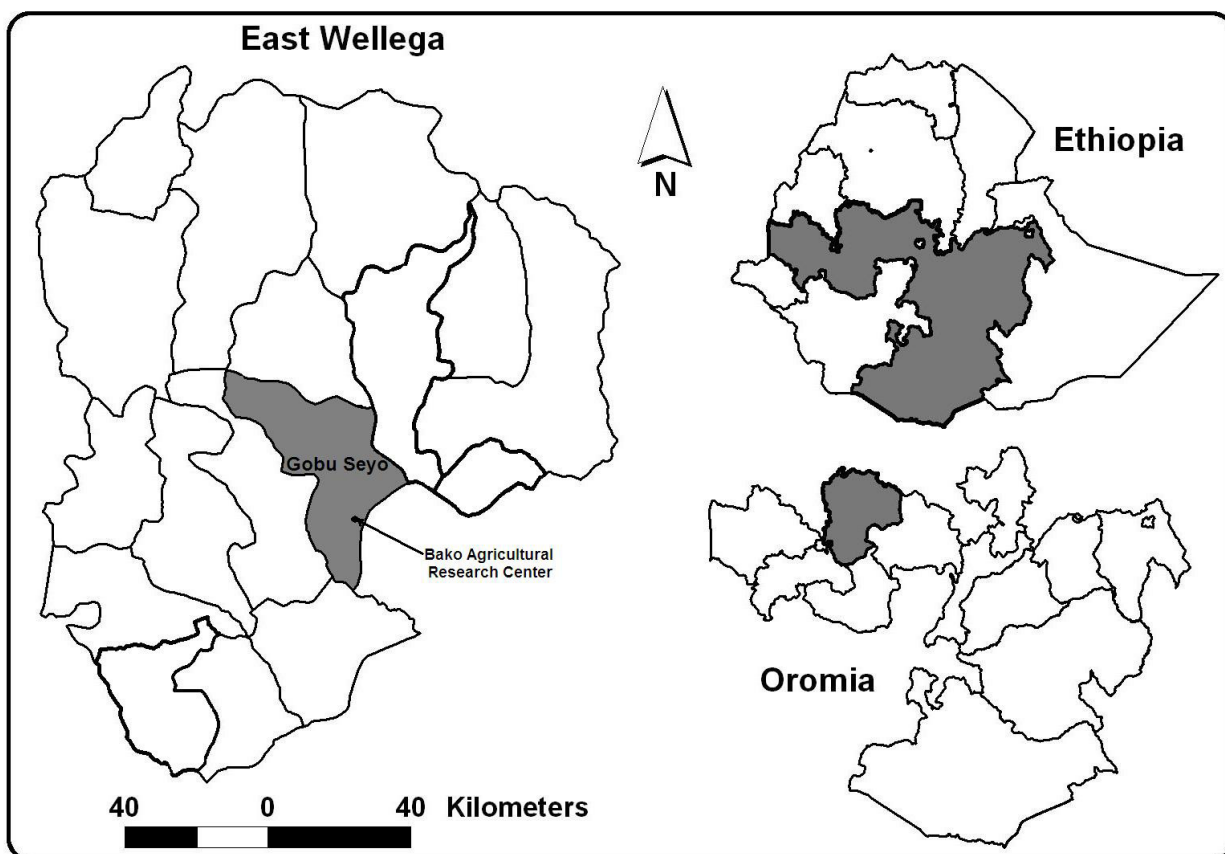 East Wellega
N
Ethiopia
Gobu Seyo
Bako Agricultural
Research Center
Oromia
40 0 40 Kilometers